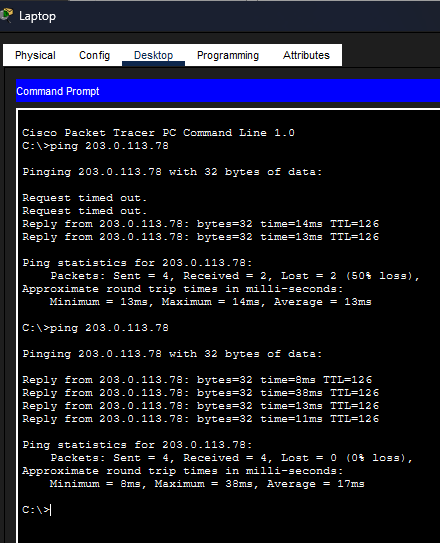 Laptop
Physical Config Desktop Programming Attributes
Command Prompt
Cisco Packet Tracer PC Command Line 1.0
C:\>ping 203.0.113.78
Pinging 203.0.113.78 with 32 bytes of data:
Request timed out.
Request timed out.
Reply from 203.0.113.78: bytes=32 time=14ms TTL=126
Reply from 203.0.113.78: bytes=32 time=13ms TTL=126
Ping statistics for 203.0.113.78:
    Packets: Sent = 4, Received = 2, Lost = 2 (50% loss),
Approximate round trip times in milli-seconds:
    Minimum = 13ms, Maximum = 14ms, Average = 13ms
C:\>ping 203.0.113.78
Pinging 203.0.113.78 with 32 bytes of data:
Reply from 203.0.113.78: bytes=32 time=8ms TTL=126
Reply from 203.0.113.78: bytes=32 time=38ms TTL=126
Reply from 203.0.113.78: bytes=32 time=13ms TTL=126
Reply from 203.0.113.78: bytes=32 time=11ms TTL=126
Ping statistics for 203.0.113.78:
    Packets: Sent = 4, Received = 4, Lost = 0 (0% loss),
Approximate round trip times in milli-seconds:
    Minimum = 8ms, Maximum = 38ms, Average = 17ms
C:\>